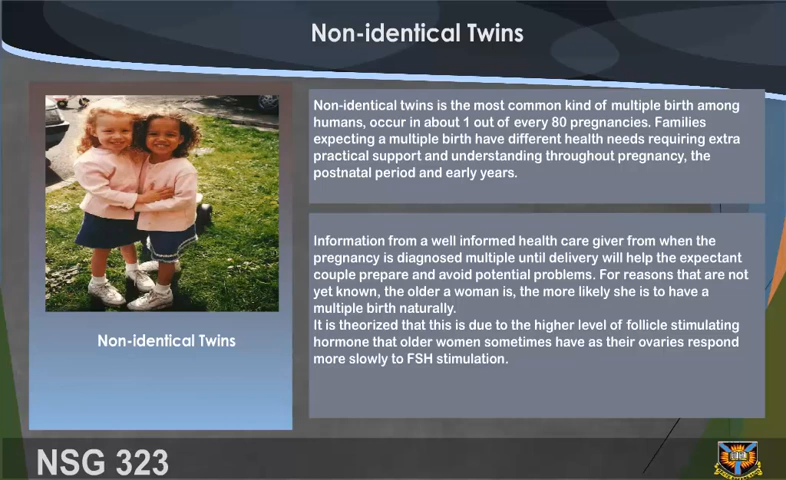 Non-identical Twins
Non-identical twins is the most common kind of multiple birth among
humans, occur in about 1 out of every 80 pregnancies. Families
expecting a multiple birth have different health needs requiring extra
practical support and understanding throughout pregnancy, the
postnatal period and early years.
Information from a well informed health care giver from when the
pregnancy is diagnosed multiple until delivery will help the expectant
couple prepare and avoid potential problems. For reasons that are not
yet known, the older a woman is, the more likely she is to have a
multiple birth naturally.
It is theorized that this is due to the higher level of follicle stimulating
hormone that older women sometimes have as their ovaries respond
more slowly to FSH stimulation.
Non-identical Twins
NSG 323